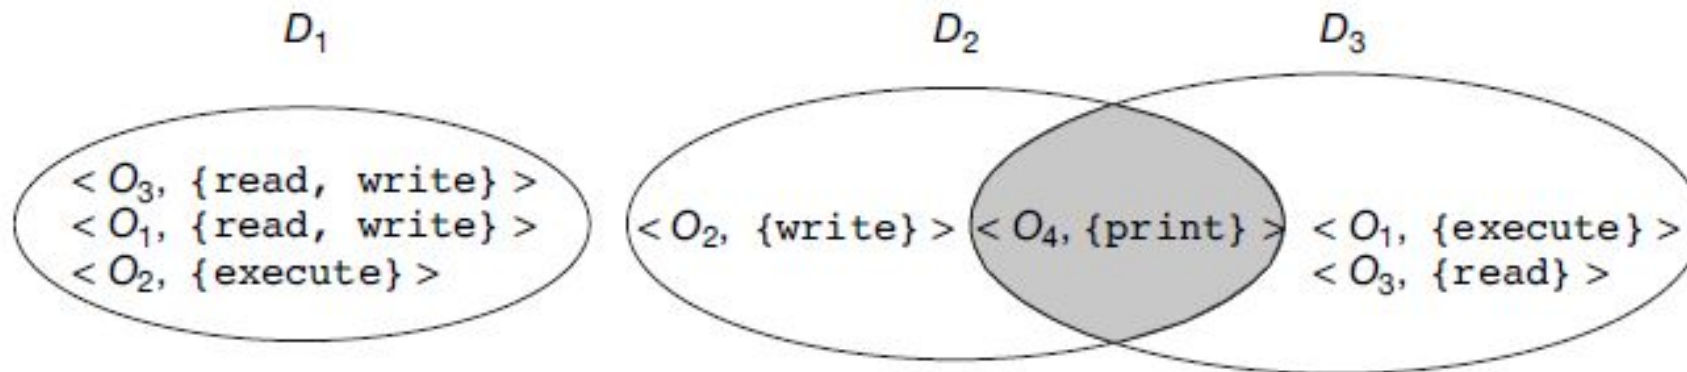 D₁
D₂
D₃
< O₃, {read, write} >
< O₁, {read, write} >
< O₂, {execute} >
< O₂, {write} >
< O₄, {print} >
< O₁, {execute} >
< O₃, {read} >